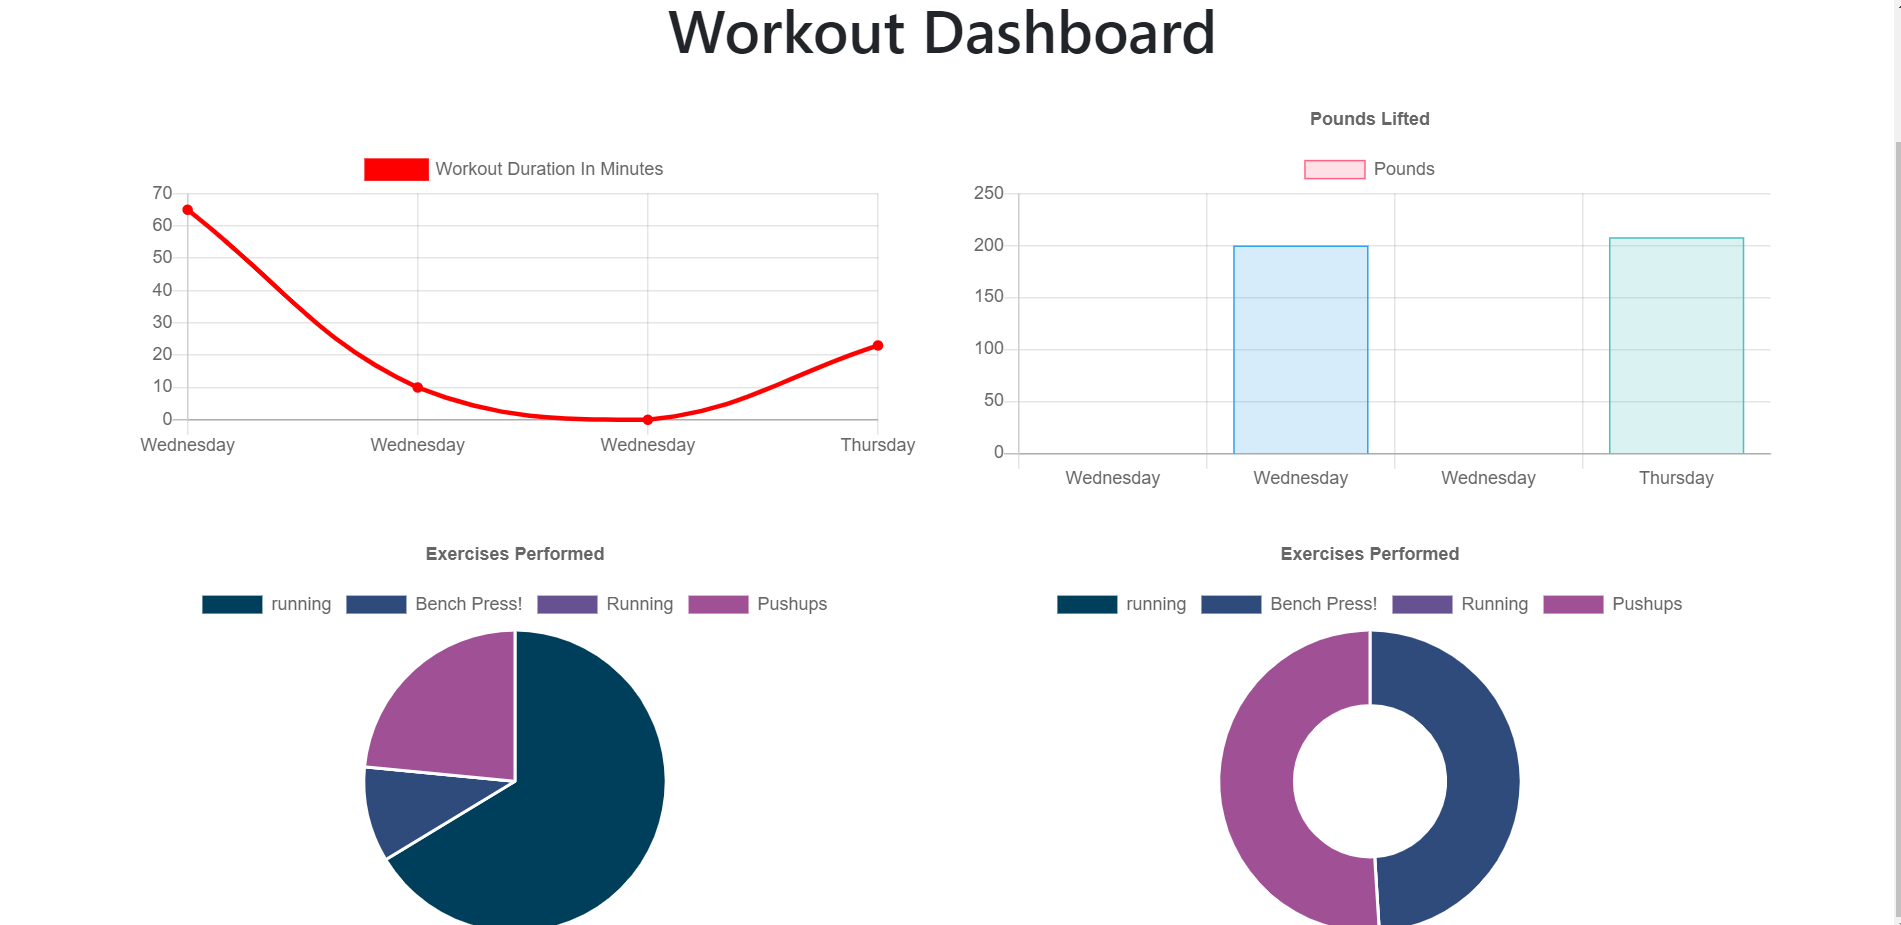 Workout Dashboard
Workout Duration In Minutes
70
60
50
40
30
20
10
0
Wednesday Wednesday Wednesday Thursday
Pounds Lifted
Pounds
250
200
150
100
50
0
Wednesday Wednesday Wednesday Thursday
Exercises Performed
running Bench Press! Running Pushups
Exercises Performed
running Bench Press! Running Pushups